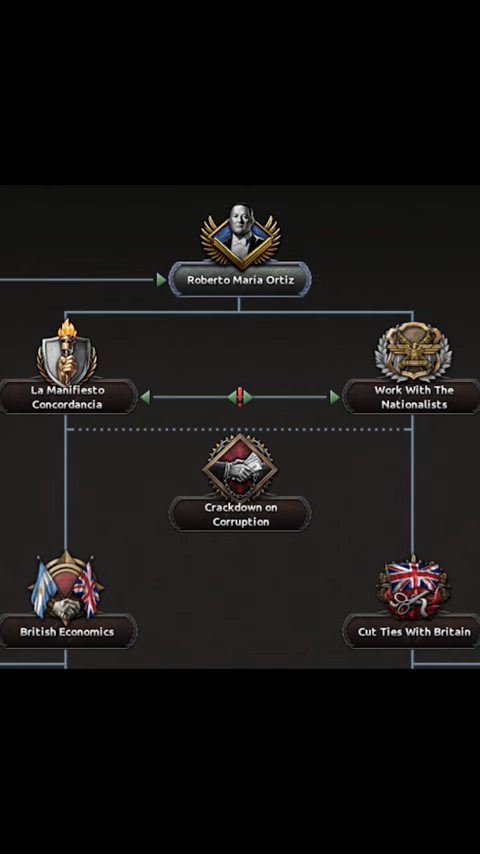 Roberto María Ortiz
La Manifiesto
Concordancia
Work With The
Nationalists
Crackdown on
Corruption
British Economics
Cut Ties With Britain